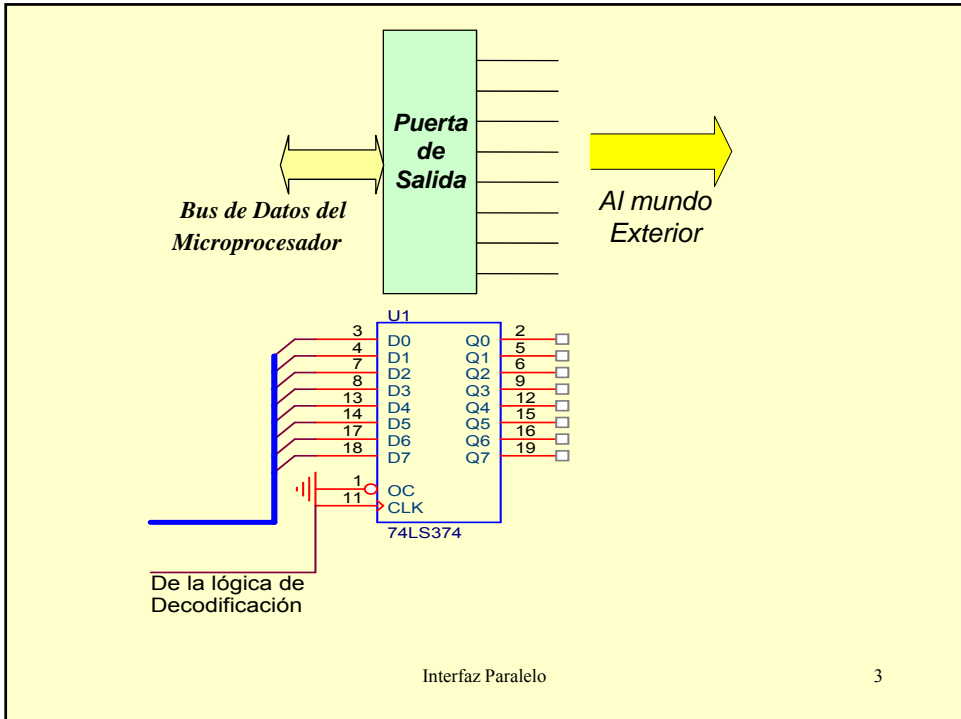 Puerta
de
Salida
Bus de Datos del
Microprocesador
Al mundo
Exterior
U1
3 D0 Q0 2
4 D1 Q1 5
7 D2 Q2 6
8 D3 Q3 9
13 D4 Q4 12
14 D5 Q5 15
17 D6 Q6 16
18 D7 Q7 19
1 OC
11 CLK
74LS374
De la lógica de
Decodificación
Interfaz Paralelo 3